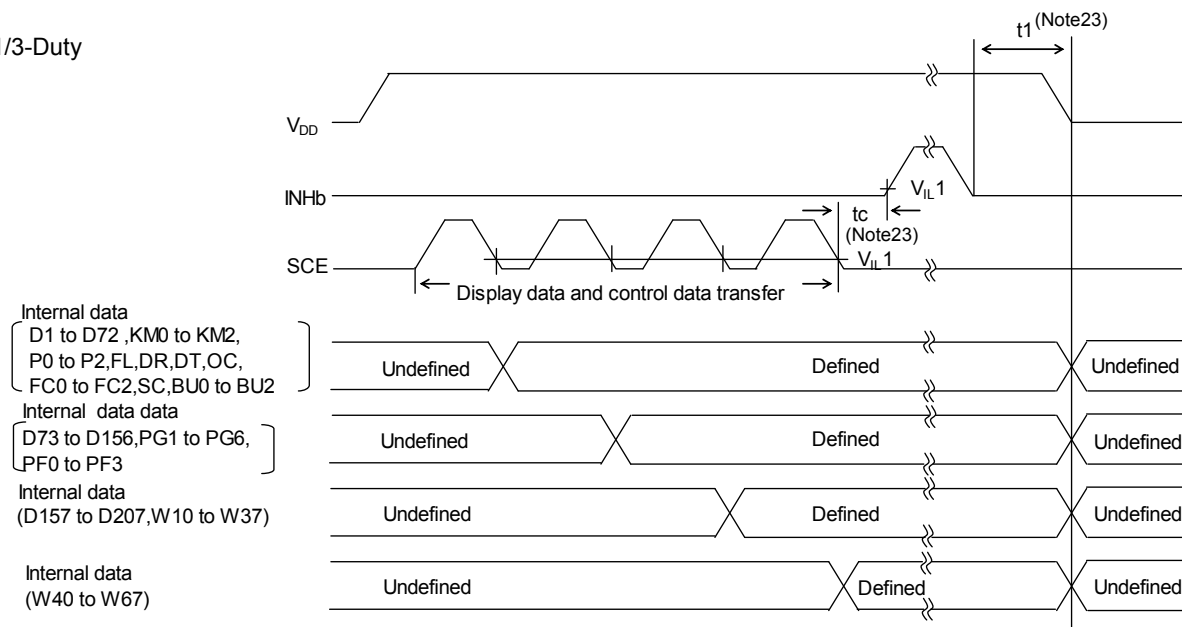 t1(Note23)
1/3-Duty
VDD
INHb
VIL1
tc
(Note23)
VIL1
SCE
Display data and control data transfer
Internal data
D1 to D72 ,KM0 to KM2,
P0 to P2,FL,DR,DT,OC,
FC0 to FC2,SC,BU0 to BU2
Undefined Defined Undefined
Internal data data
D73 to D156,PG1 to PG6,
PF0 to PF3
Undefined Defined Undefined
Internal data
(D157 to D207,W10 to W37)
Undefined Defined Undefined
Internal data
(W40 to W67)
Undefined Defined Undefined